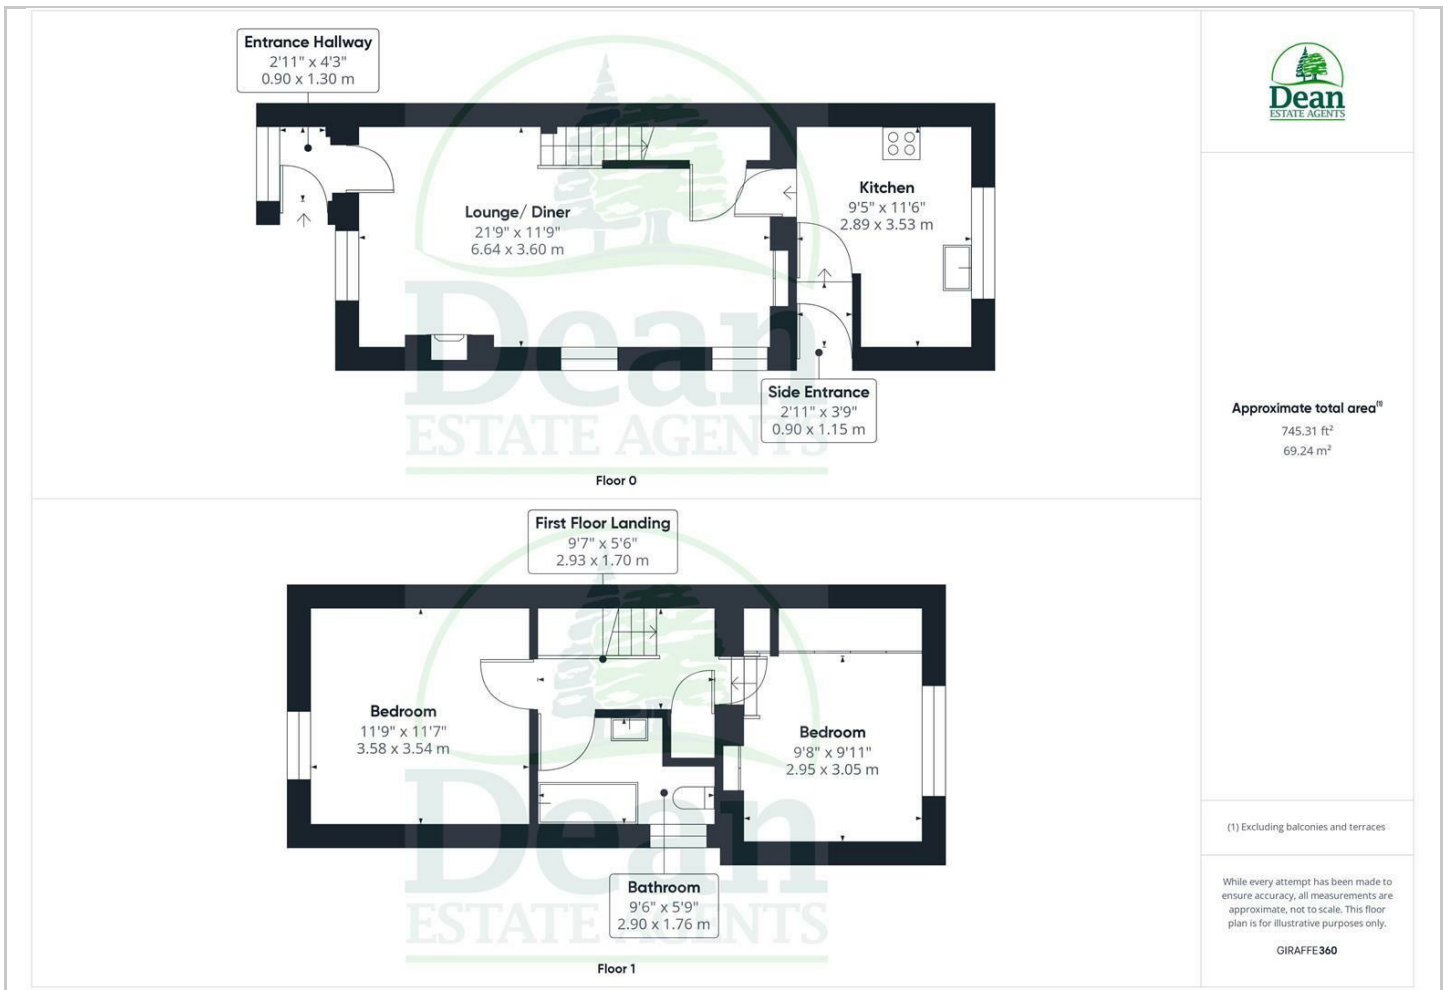 Entrance Hallway
2'11" x 4'3"
0.90 x 1.30 m
Lounge/ Diner
21'9" x 11'9"
6.64 x 3.60 m
Kitchen
9'5" x 11'6"
2.89 x 3.53 m
Side Entrance
2'11" x 3'9"
0.90 x 1.15 m
Dean
ESTATE AGENTS
Floor 0
First Floor Landing
9'7" x 5'6"
2.93 x 1.70 m
Bedroom
11'9" x 11'7"
3.58 x 3.54 m
Bedroom
9'8" x 9'11"
2.95 x 3.05 m
Bathroom
9'6" x 5'9"
2.90 x 1.76 m
Dean
ESTATE AGENTS
Floor 1
Dean
ESTATE AGENTS
Approximate total area(1)
745.31 ft²
69.24 m²
(1) Excluding balconies and terraces
While every attempt has been made to
ensure accuracy, all measurements are
approximate, not to scale. This floor
plan is for illustrative purposes only.
GIRAFFE360